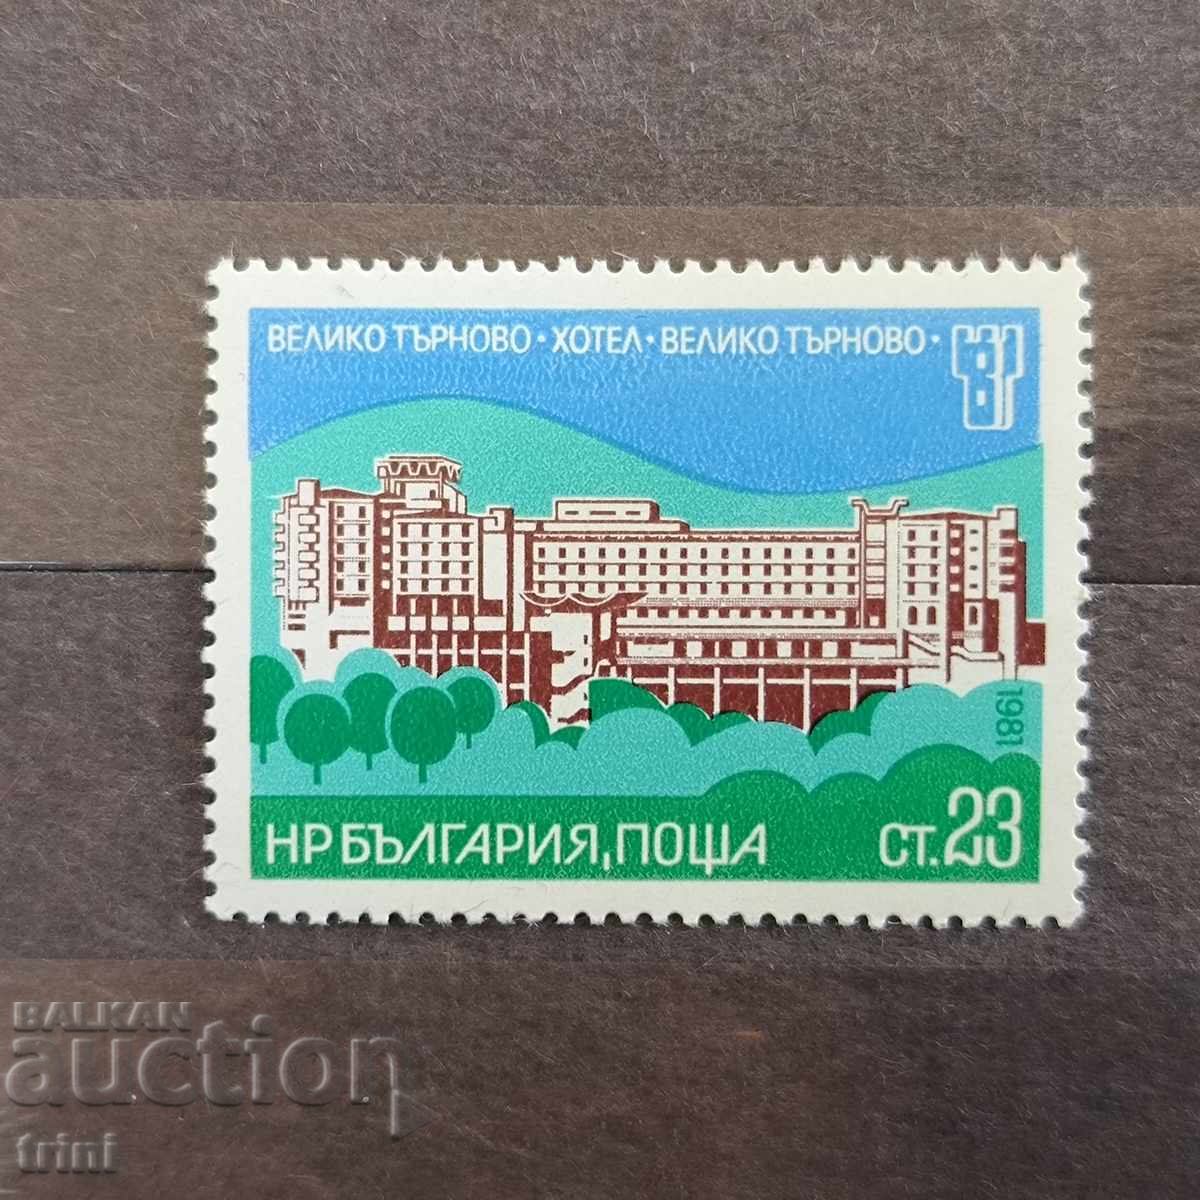 ВЕЛИКО ТЪРНОВО · ХОТЕЛ · ВЕЛИКО ТЪРНОВО ·
1981
НР БЪЛГАРИЯ, ПОЩА СТ. 23
BALKAN
auction
trini